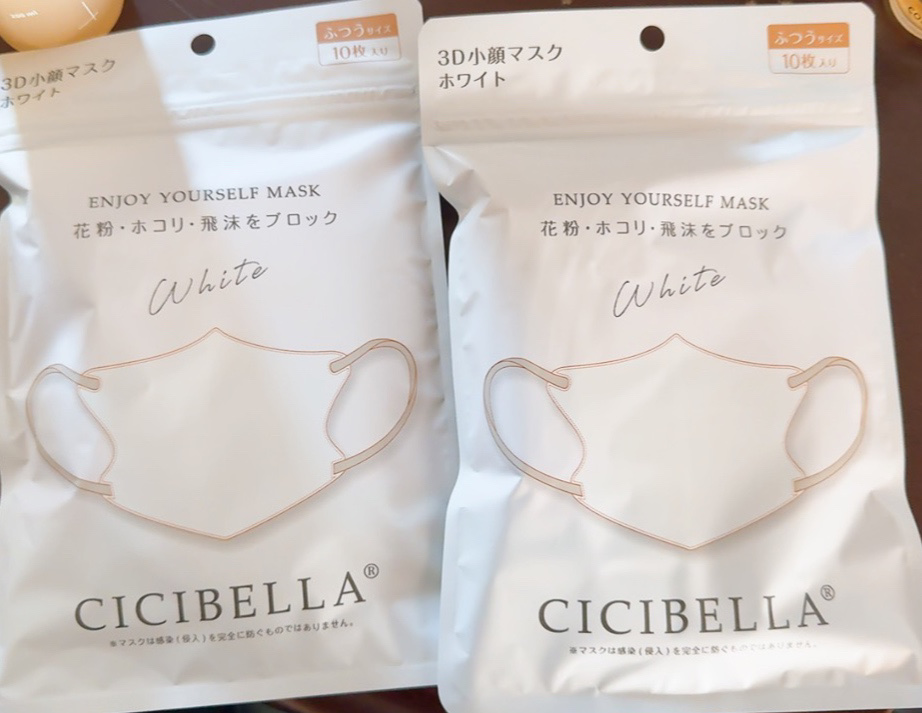 3D小顔マスク
ホワイト
ふつうサイズ
10枚入り
ENJOY YOURSELF MASK
花粉・ホコリ・飛沫をブロック
White
CICIBELLA®
※マスクは感染(侵入)を完全に防ぐものではありません。
3D小顔マスク
ホワイト
ふつうサイズ
10枚入り
ENJOY YOURSELF MASK
花粉・ホコリ・飛沫をブロック
White
CICIBELLA®
※マスクは感染(侵入)を完全に防ぐものではありません。